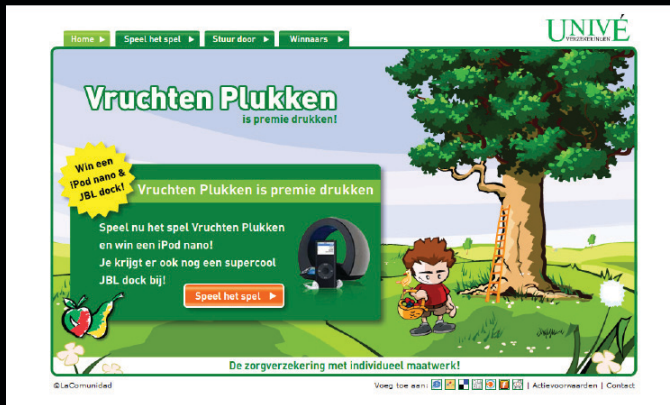 Home
Speel het spel
Stuur door
Winnaars
UNIVÉ
VERZEKERINGEN
Vruchten Plukken
is premie drukken!
Win een
iPod nano &
JBL dock!
Vruchten Plukken is premie drukken
Speel nu het spel Vruchten Plukken
en win een iPod nano!
Je krijgt er ook nog een supercool
JBL dock bij!
Speel het spel
De zorgverzekering met individueel maatwerk!
©LaComunidad
Voeg toe aan: | Actievoorwaarden | Contact